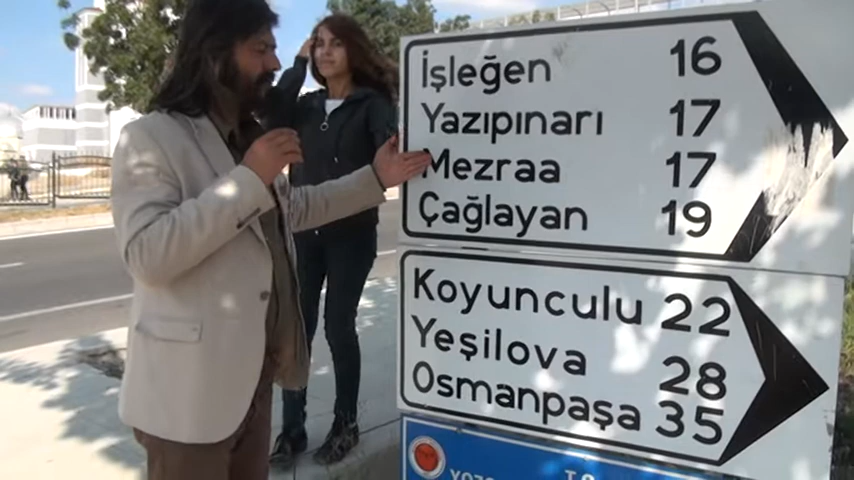 İşleğen 16
Yazıpınarı 17
Mezraa 17
Çağlayan 19
Koyunculu 22
Yeşilova 28
Osmanpaşa 35